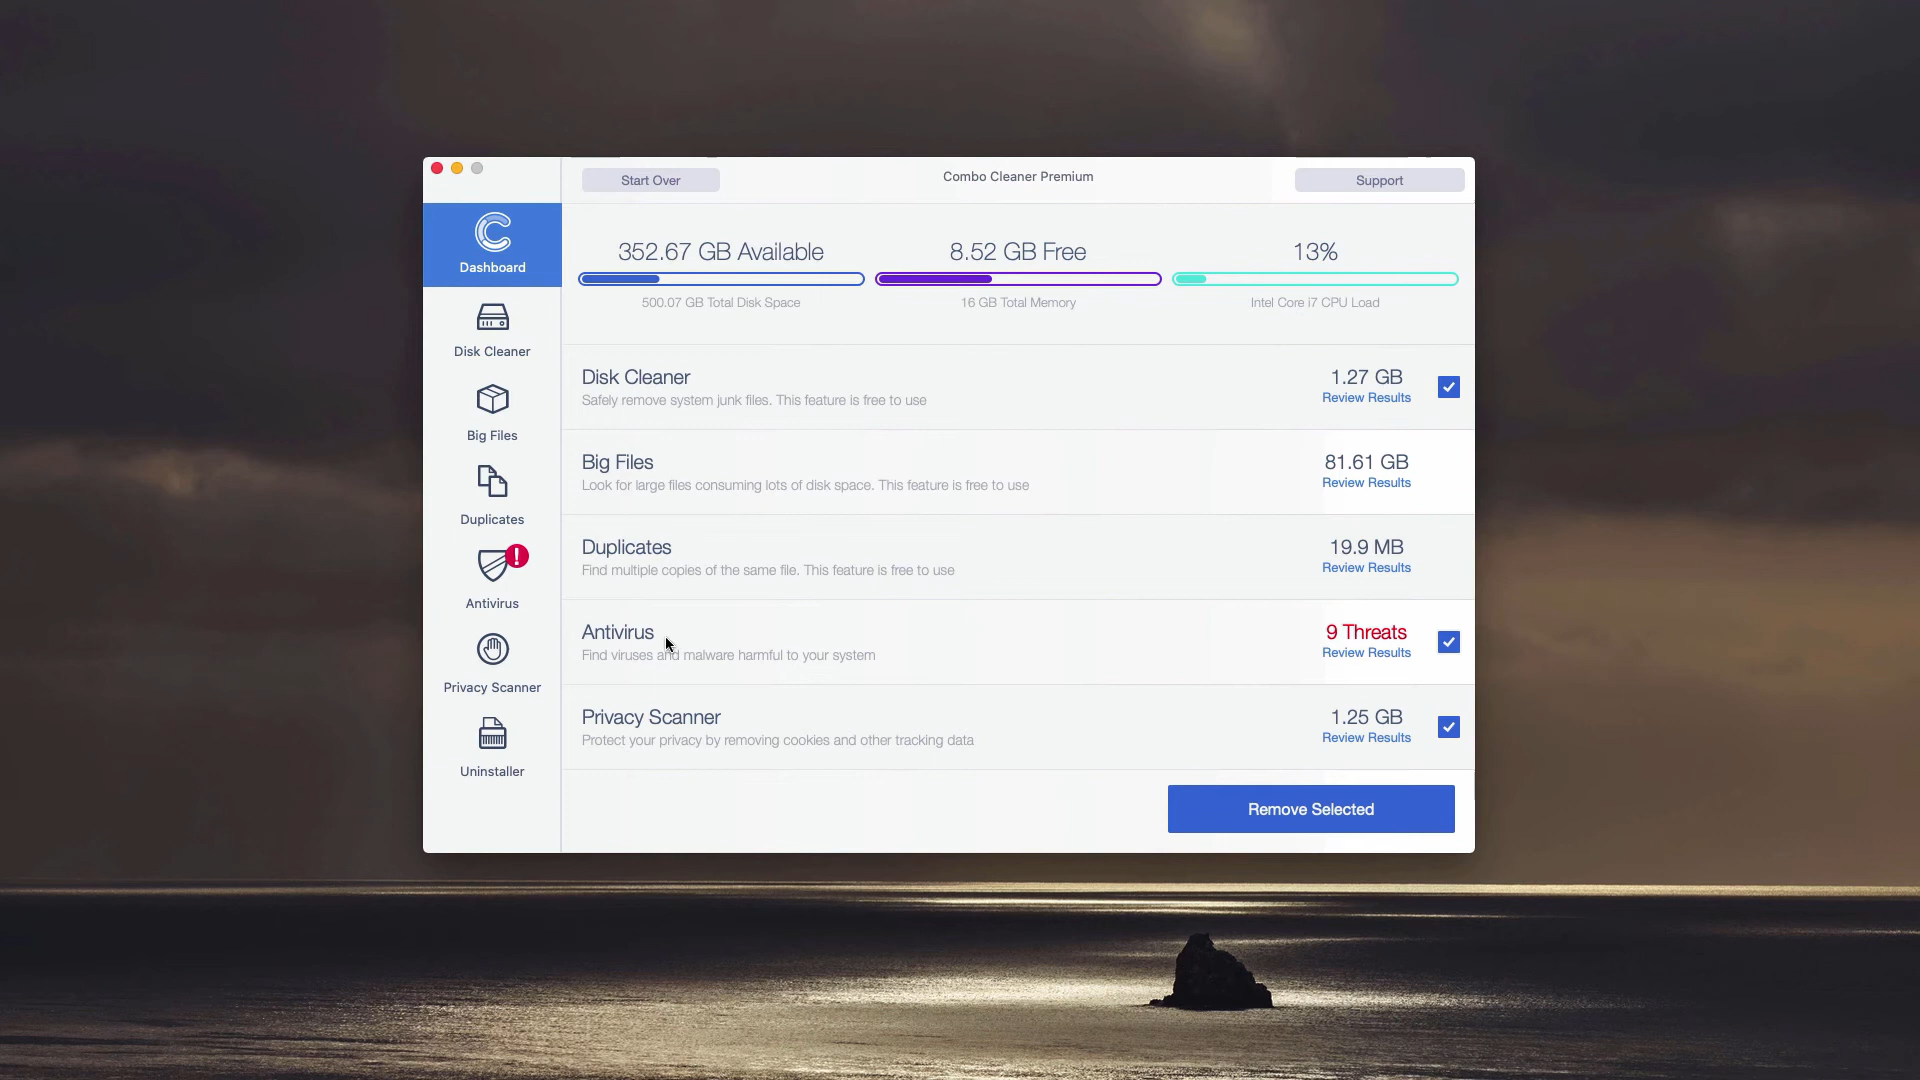 Start Over
Combo Cleaner Premium
Support
Dashboard
Disk Cleaner
Big Files
Duplicates
Antivirus
Privacy Scanner
Uninstaller
352.67 GB Available
500.07 GB Total Disk Space
8.52 GB Free
16 GB Total Memory
13%
Intel Core i7 CPU Load
Disk Cleaner
Safely remove system junk files. This feature is free to use
1.27 GB
Review Results
Big Files
Look for large files consuming lots of disk space. This feature is free to use
81.61 GB
Review Results
Duplicates
Find multiple copies of the same file. This feature is free to use
19.9 MB
Review Results
Antivirus
Find viruses and malware harmful to your system
9 Threats
Review Results
Privacy Scanner
Protect your privacy by removing cookies and other tracking data
1.25 GB
Review Results
Remove Selected